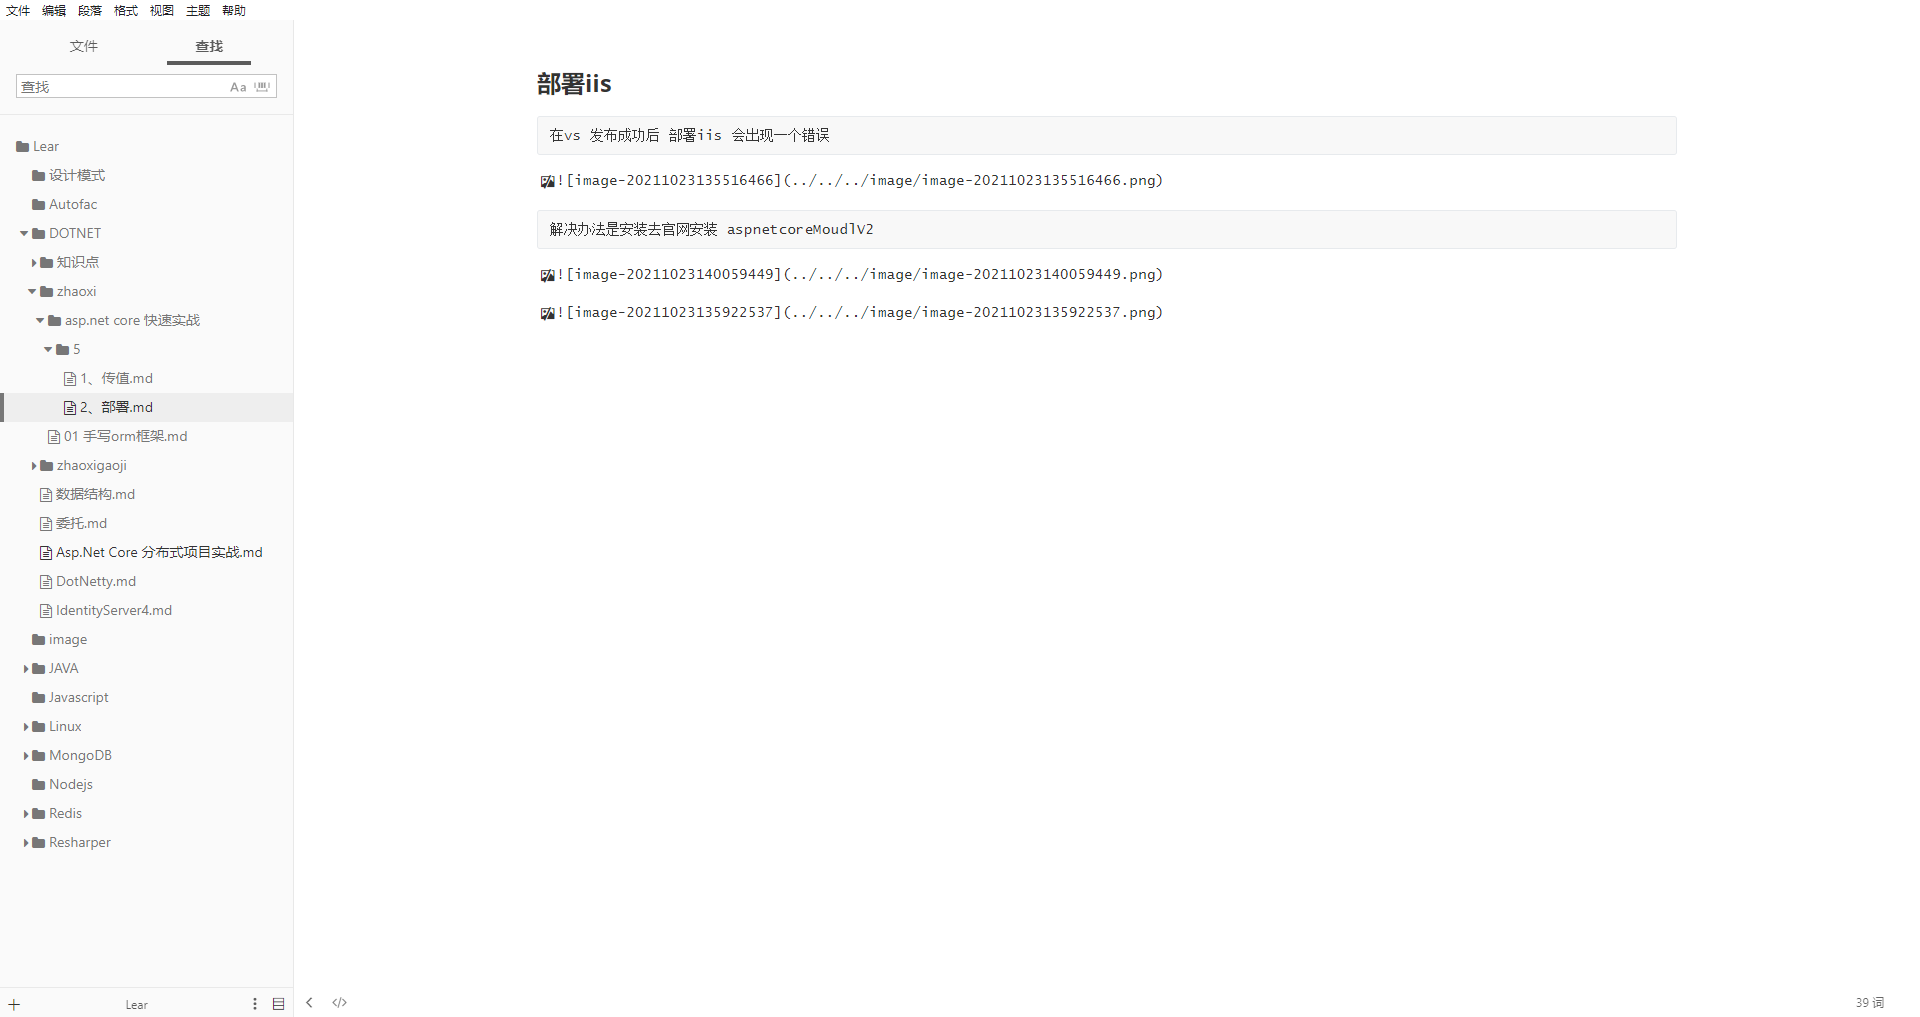 文件 编辑 段落 格式 视图 主题 帮助
文件 查找
查找 Aa
Lear
设计模式
Autofac
DOTNET
知识点
zhaoxi
asp.net core 快速实战
5
1、传值.md
2、部署.md
01 手写orm框架.md
zhaoxigaoji
数据结构.md
委托.md
Asp.Net Core 分布式项目实战.md
DotNetty.md
IdentityServer4.md
image
JAVA
Javascript
Linux
MongoDB
Nodejs
Redis
Resharper
Lear
部署iis
在vs 发布成功后 部署iis 会出现一个错误
![image-20211023135516466](../../../image/image-20211023135516466.png)
解决办法是安装去官网安装 aspnetcoreMoudlV2
![image-20211023140059449](../../../image/image-20211023140059449.png)
![image-20211023135922537](../../../image/image-20211023135922537.png)
39 词